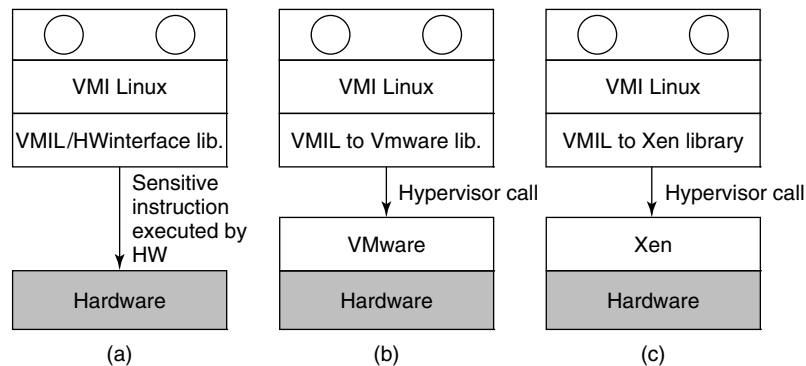 VMI Linux
VMIL/HWinterface lib.
Sensitive
instruction
executed by
HW
Hardware
(a)
VMI Linux
VMIL to Vmware lib.
Hypervisor call
VMware
Hardware
(b)
VMI Linux
VMIL to Xen library
Hypervisor call
Xen
Hardware
(c)